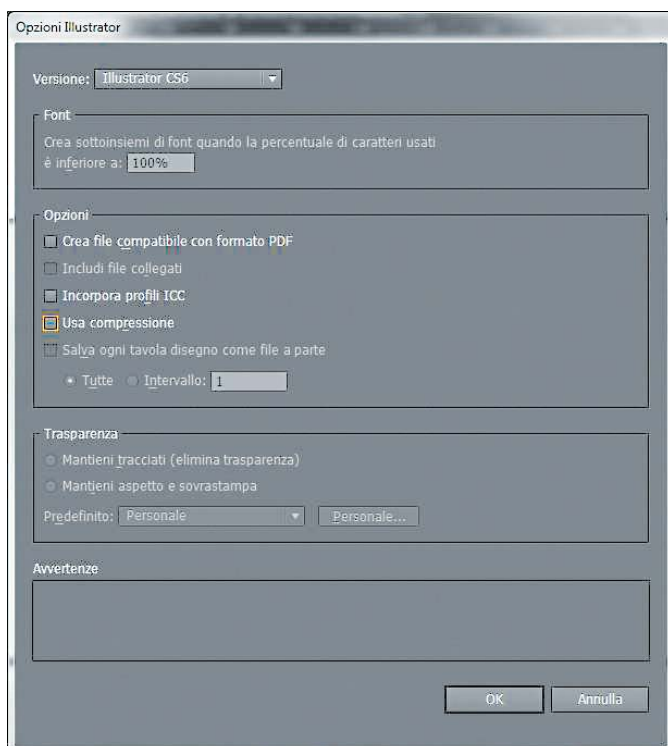 Opzioni Illustrator
Versione: Illustrator CS6
Font
Crea sottoinsiemi di font quando la percentuale di caratteri usati
è inferiore a: 100%
Opzioni
Crea file compatibile con formato PDF
Includi file collegati
Incorpora profili ICC
Usa compressione
Salva ogni tavola disegno come file a parte
Tutte Intervallo: 1
Trasparenza
Mantieni tracciati (elimina trasparenza)
Mantieni aspetto e sovrastampa
Predefinito: Personale Personale...
Avvertenze
OK Annulla